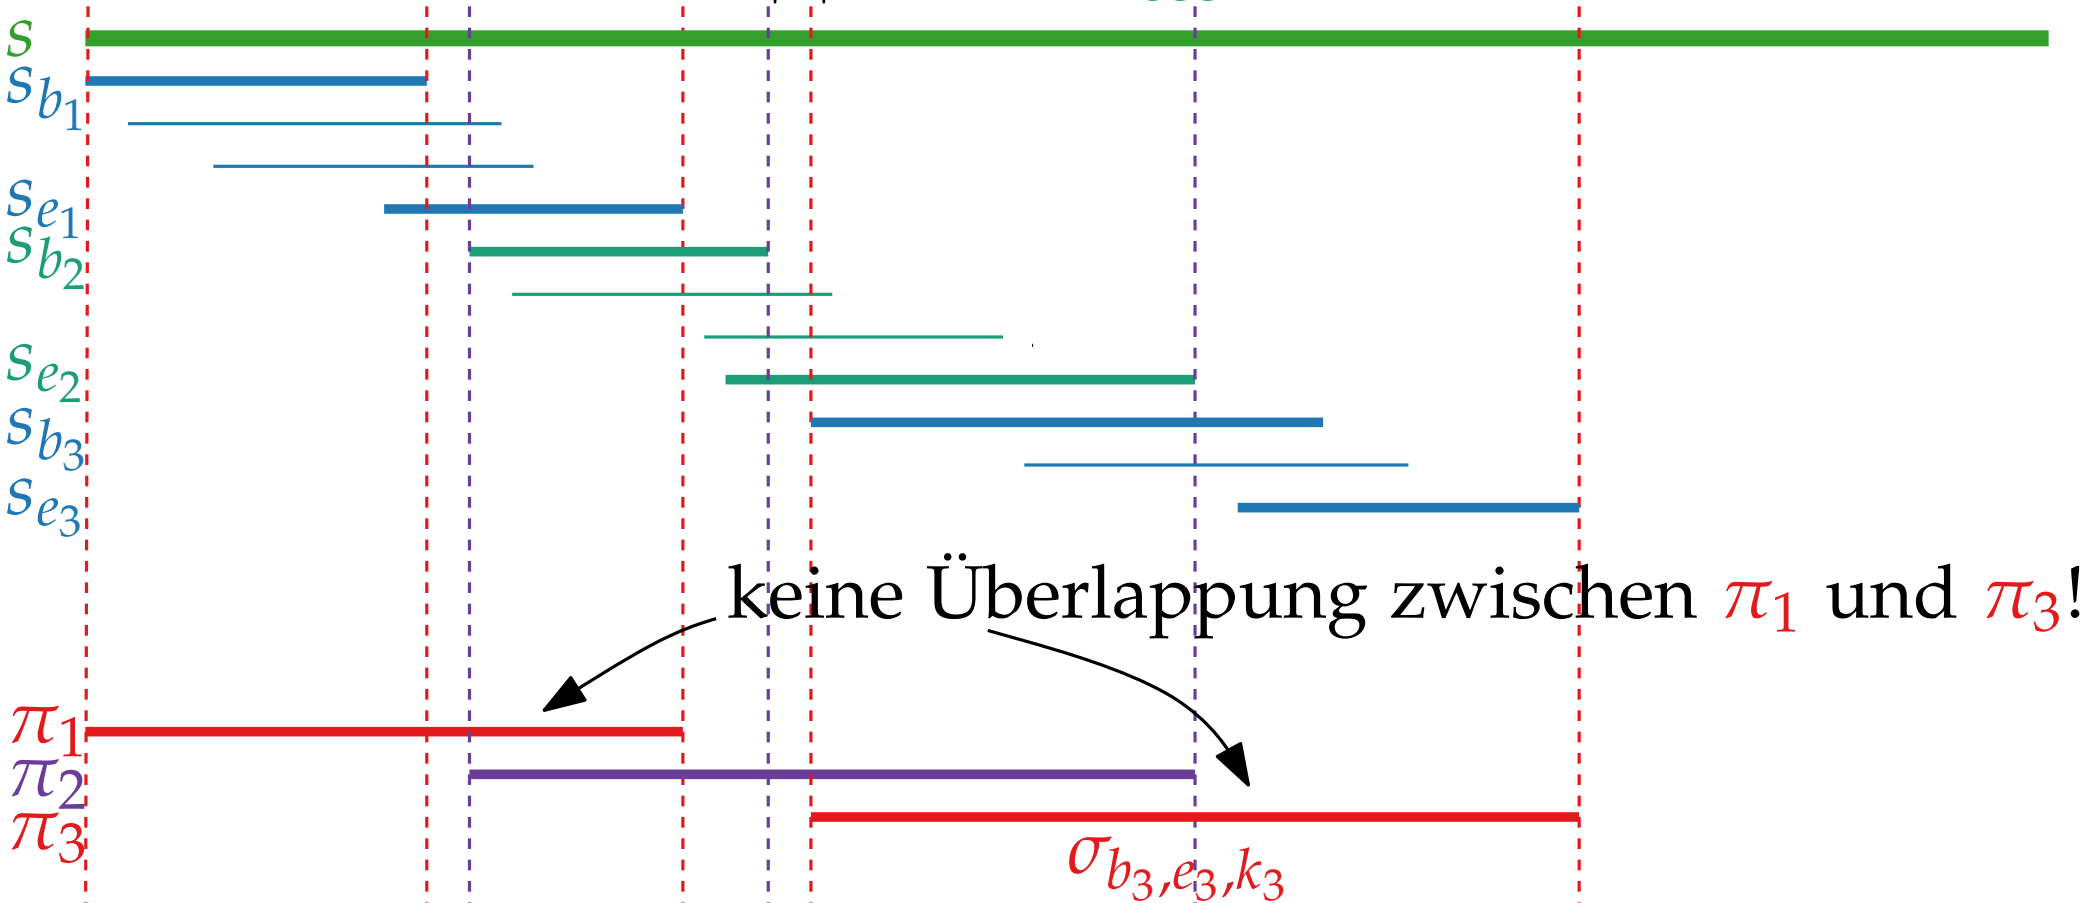 s
s_{b_1}
s_{e_1}
s_{b_2}
s_{e_2}
s_{b_3}
s_{e_3}
keine Überlappung zwischen π_1 und π_3!
π_1
π_2
π_3
σ_{b_3,e_3,k_3}